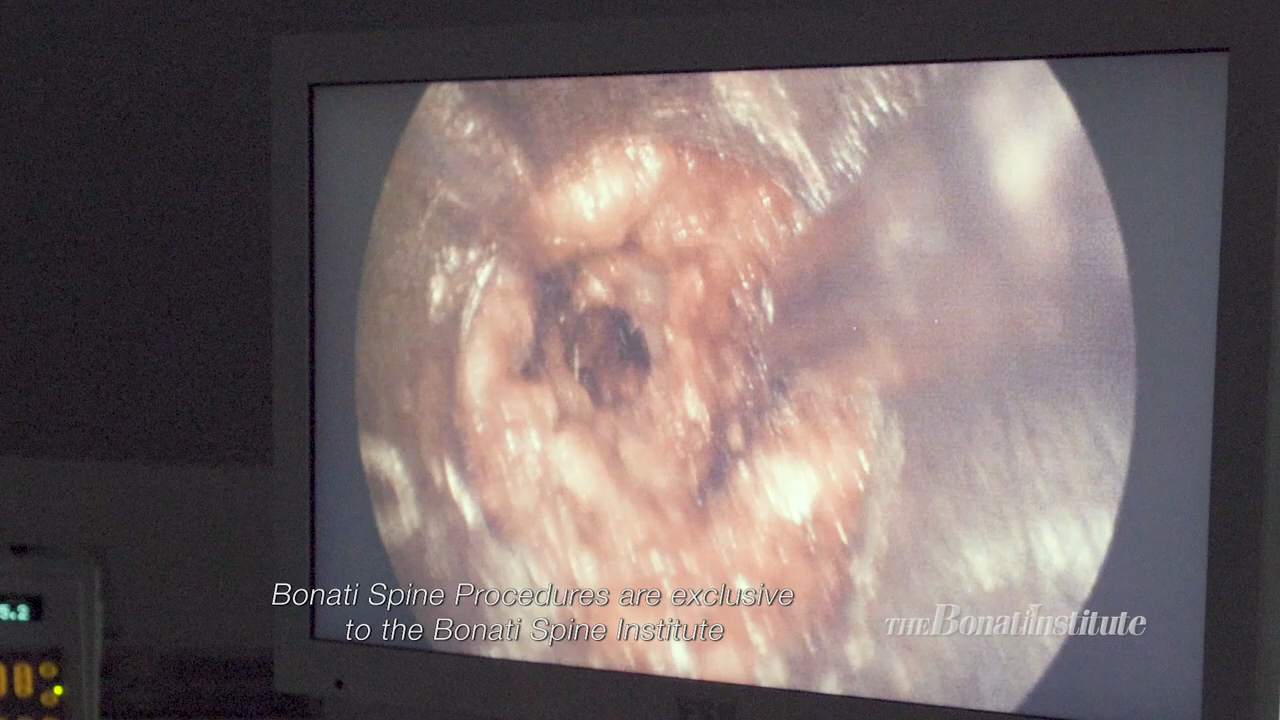 Bonati Spine Procedures are exclusive
to the Bonati Spine Institute
THE Bonati Institute